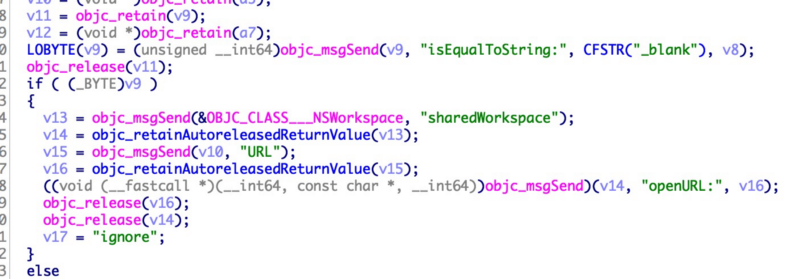 8 v11 = objc_retain(v9);
9 v12 = (void *)objc_retain(a7);
0 LOBYTE(v9) = (unsigned __int64)objc_msgSend(v9, "isEqualToString:", CFSTR("_blank"), v8);
1 objc_release(v11);
2 if ( (_BYTE)v9 )
3 {
4 v13 = objc_msgSend(&OBJC_CLASS___NSWorkspace, "sharedWorkspace");
5 v14 = objc_retainAutoreleasedReturnValue(v13);
6 v15 = objc_msgSend(v10, "URL");
7 v16 = objc_retainAutoreleasedReturnValue(v15);
8 ((void (__fastcall *)(__int64, const char *, __int64))objc_msgSend)(v14, "openURL:", v16);
9 objc_release(v16);
0 objc_release(v14);
1 v17 = "ignore";
2 }
3 else